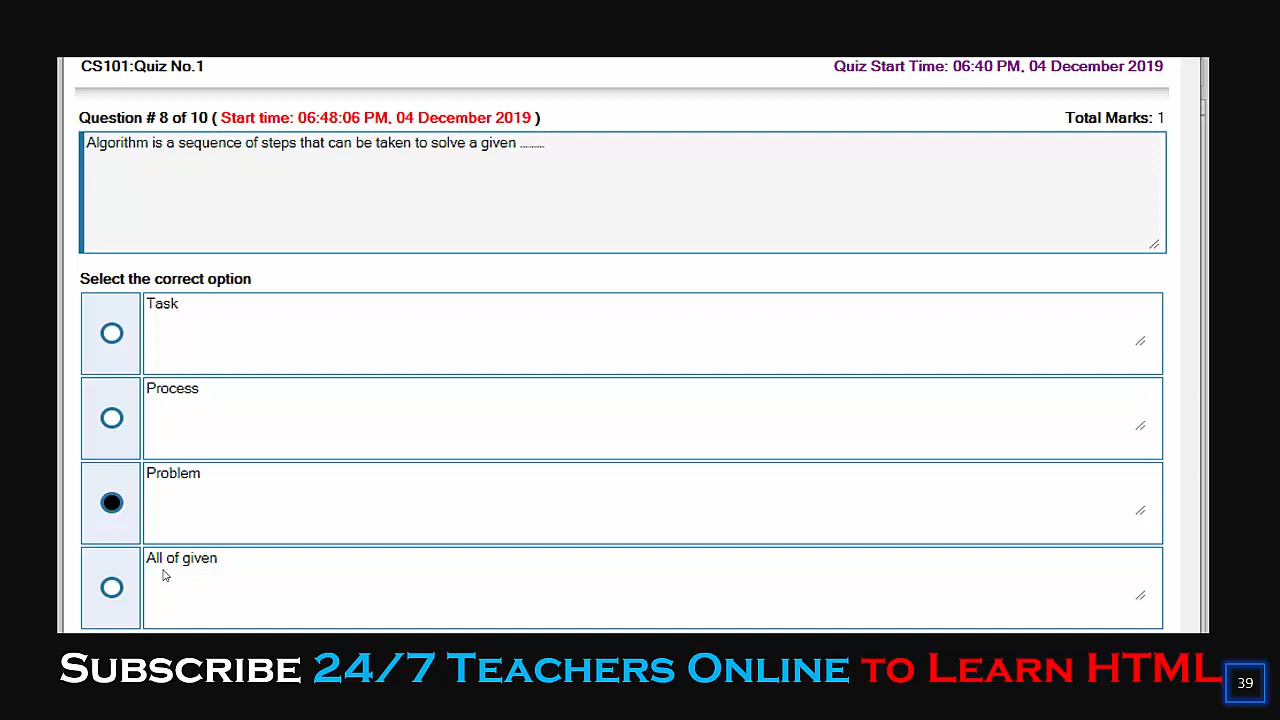 CS101:Quiz No.1
Quiz Start Time: 06:40 PM, 04 December 2019
Question # 8 of 10 ( Start time: 06:48:06 PM, 04 December 2019 )
Total Marks: 1
Algorithm is a sequence of steps that can be taken to solve a given .........
Select the correct option
Task
Process
Problem
All of given
Subscribe 24/7 Teachers Online to Learn HTML
39